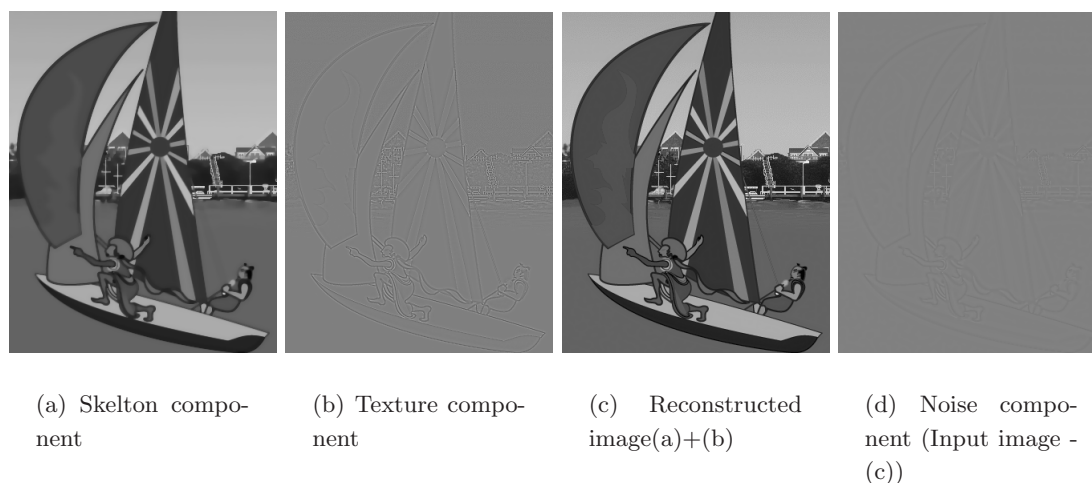 (a) Skelton compo-
nent
(b) Texture compo-
nent
(c) Reconstructed
image(a)+(b)
(d) Noise compo-
nent (Input image -
(c))